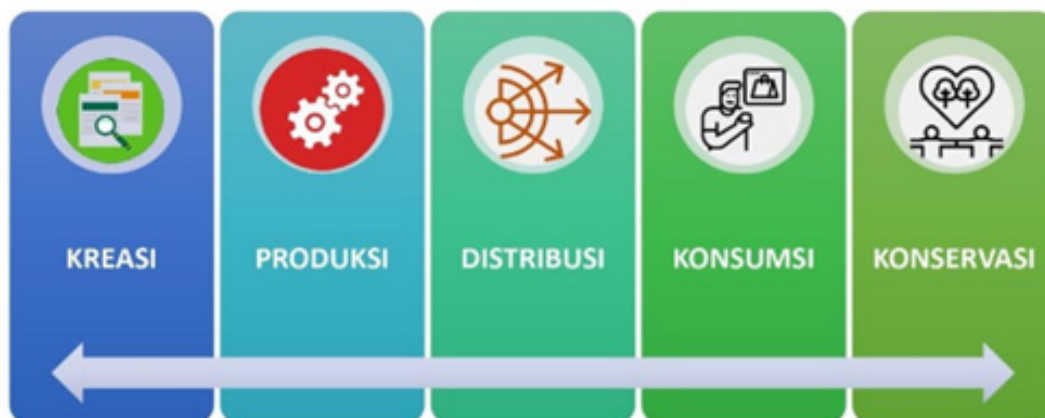 KREASI
PRODUKSI
DISTRIBUSI
KONSUMSI
KONSERVASI